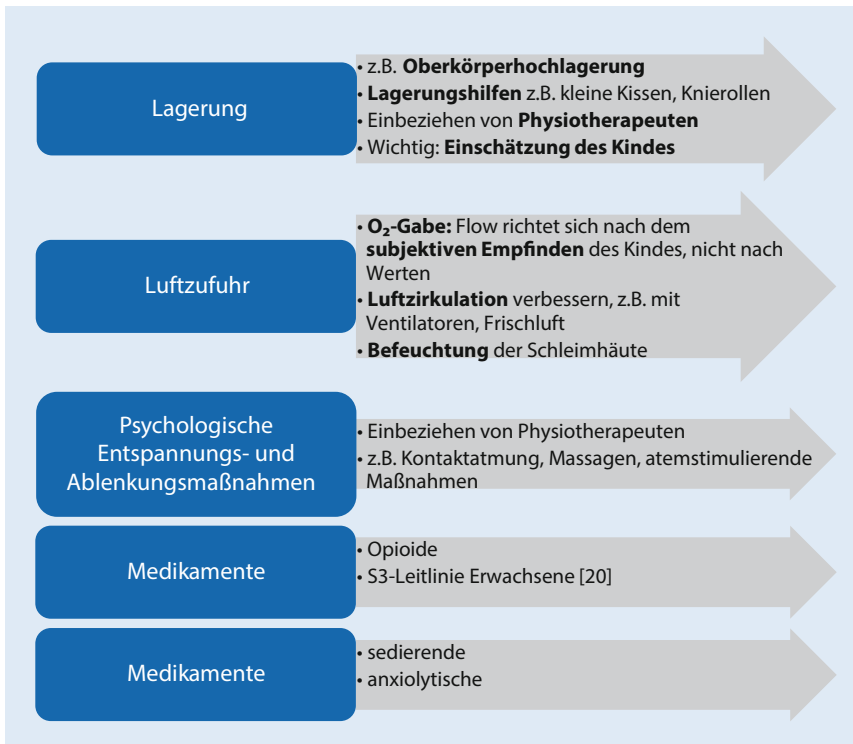 Lagerung
• z.B. Oberkörperhochlagerung
• Lagerungshilfen z.B. kleine Kissen, Knierollen
• Einbeziehen von Physiotherapeuten
• Wichtig: Einschätzung des Kindes
Luftzufuhr
• O₂-Gabe: Flow richtet sich nach dem
subjektiven Empfinden des Kindes, nicht nach
Werten
• Luftzirkulation verbessern, z.B. mit
Ventilatoren, Frischluft
• Befeuchtung der Schleimhäute
Psychologische
Entspannungs- und
Ablenkungsmaßnahmen
• Einbeziehen von Physiotherapeuten
• z.B. Kontaktatmung, Massagen, atemstimulierende
Maßnahmen
Medikamente
• Opioide
• S3-Leitlinie Erwachsene [20]
Medikamente
• sedierende
• anxiolytische